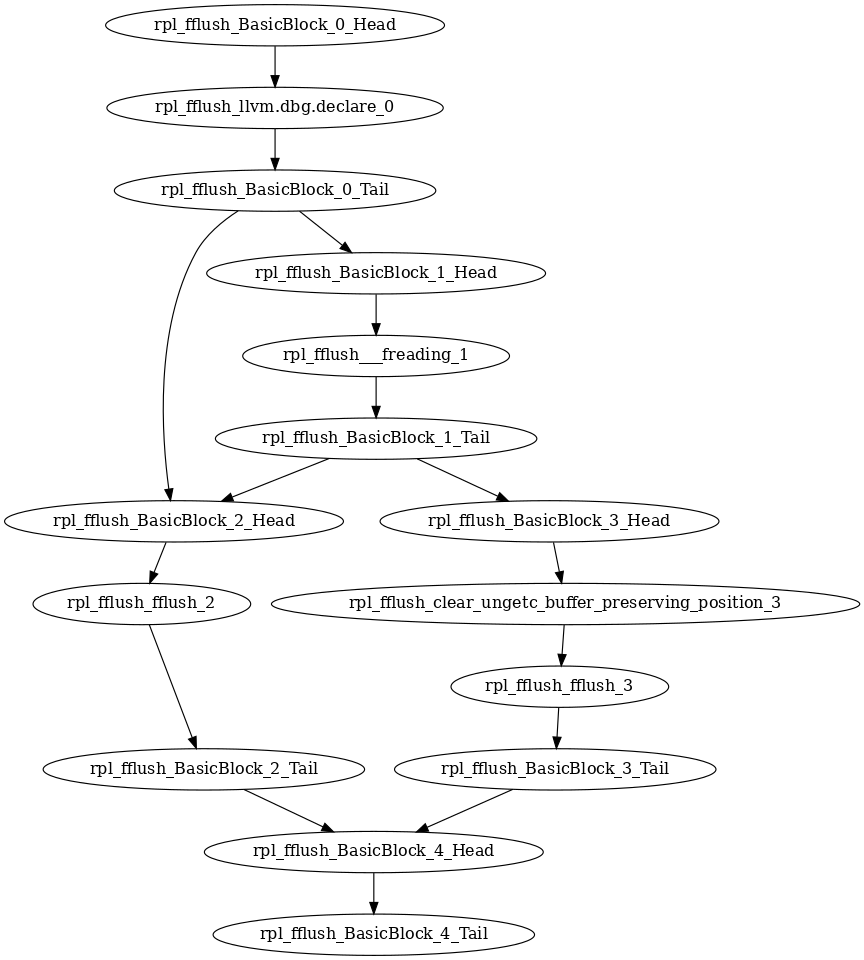 rpl_fflush_BasicBlock_0_Head
rpl_fflush_llvm.dbg.declare_0
rpl_fflush_BasicBlock_0_Tail
rpl_fflush_BasicBlock_1_Head
rpl_fflush___freading_1
rpl_fflush_BasicBlock_1_Tail
rpl_fflush_BasicBlock_2_Head
rpl_fflush_BasicBlock_3_Head
rpl_fflush_fflush_2
rpl_fflush_clear_ungetc_buffer_preserving_position_3
rpl_fflush_fflush_3
rpl_fflush_BasicBlock_2_Tail
rpl_fflush_BasicBlock_3_Tail
rpl_fflush_BasicBlock_4_Head
rpl_fflush_BasicBlock_4_Tail